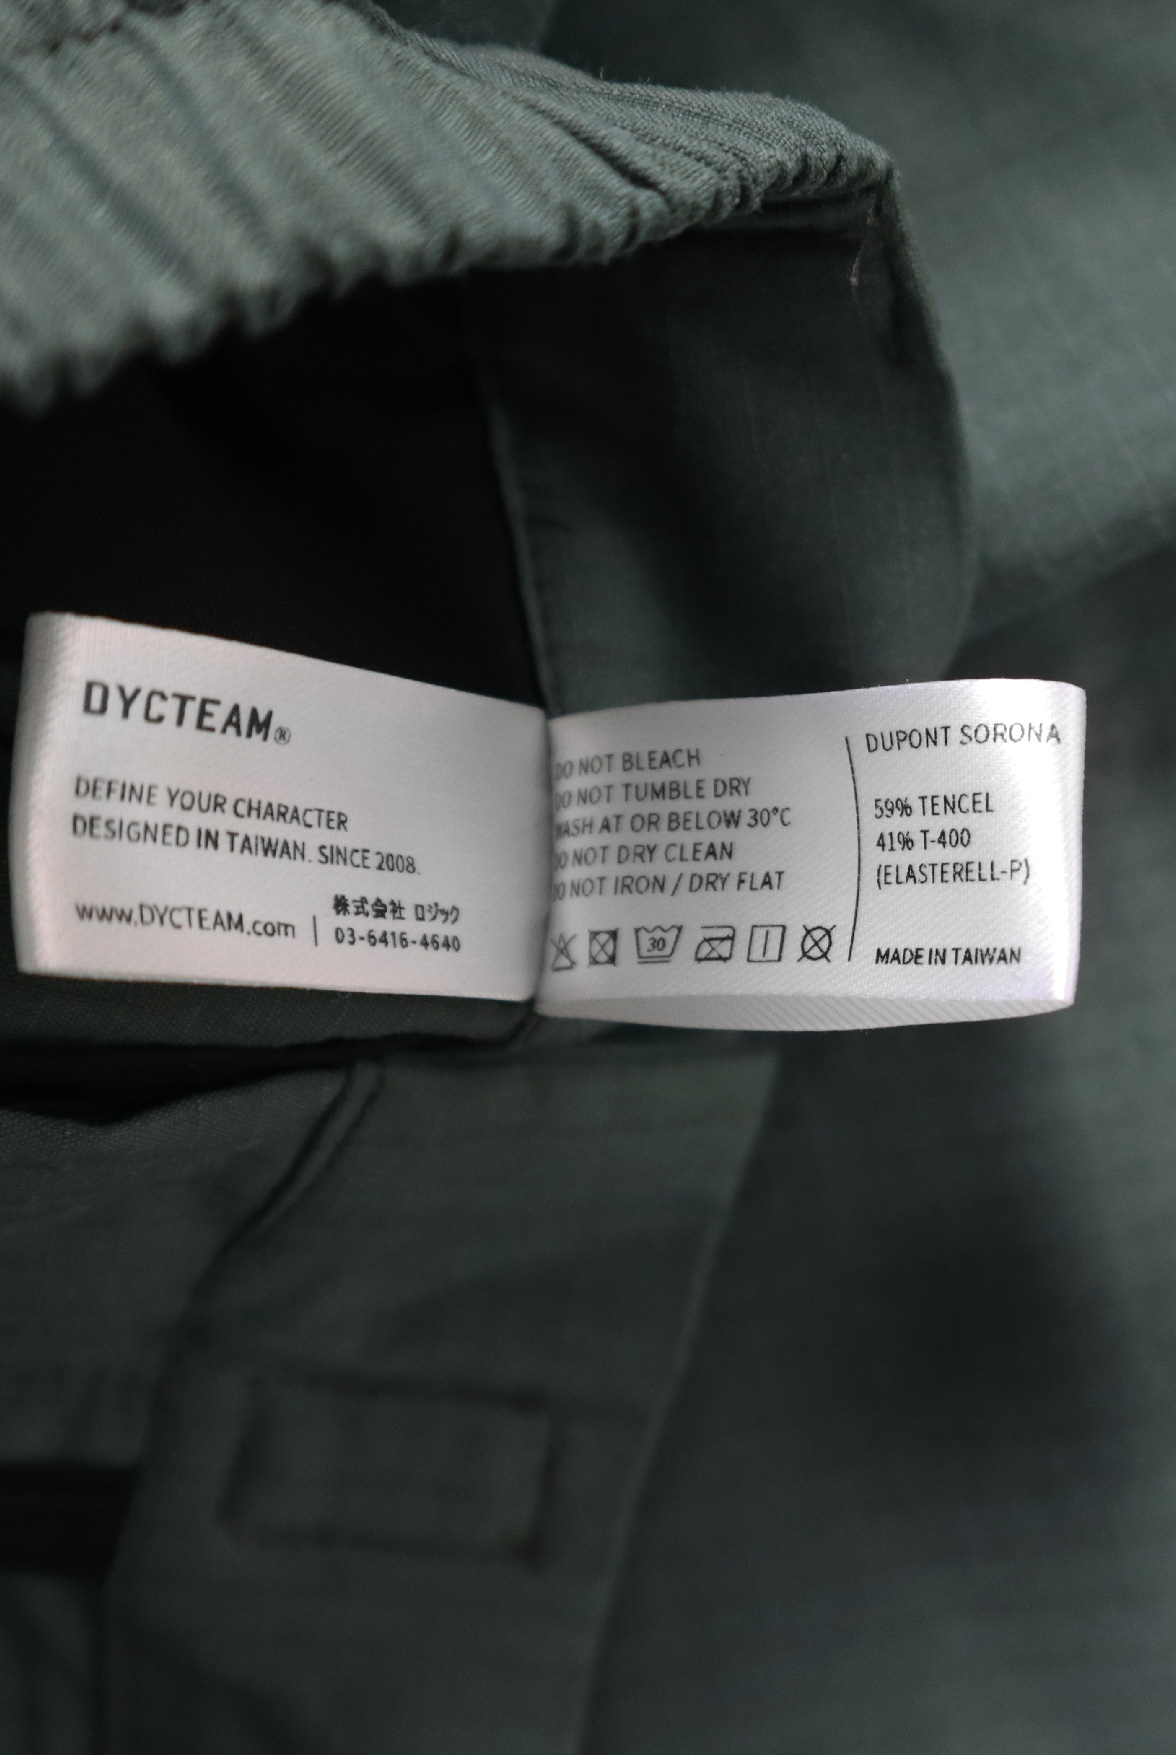 DYCTEAM®
DEFINE YOUR CHARACTER
DESIGNED IN TAIWAN. SINCE 2008.
www.DYCTEAM.com
株式会社 ロジック
03-6416-4640
DO NOT BLEACH
DO NOT TUMBLE DRY
WASH AT OR BELOW 30°C
DO NOT DRY CLEAN
DO NOT IRON / DRY FLAT
30
DUPONT SORONA
59% TENCEL
41% T-400
(ELASTERELL-P)
MADE IN TAIWAN